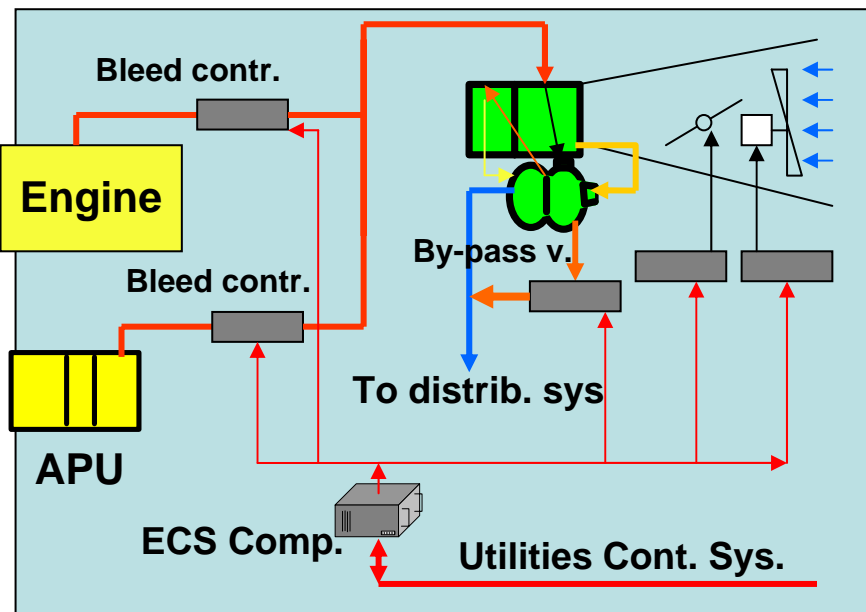 Bleed contr.
Engine
By-pass v.
Bleed contr.
To distrib. sys
APU
ECS Comp.
Utilities Cont. Sys.